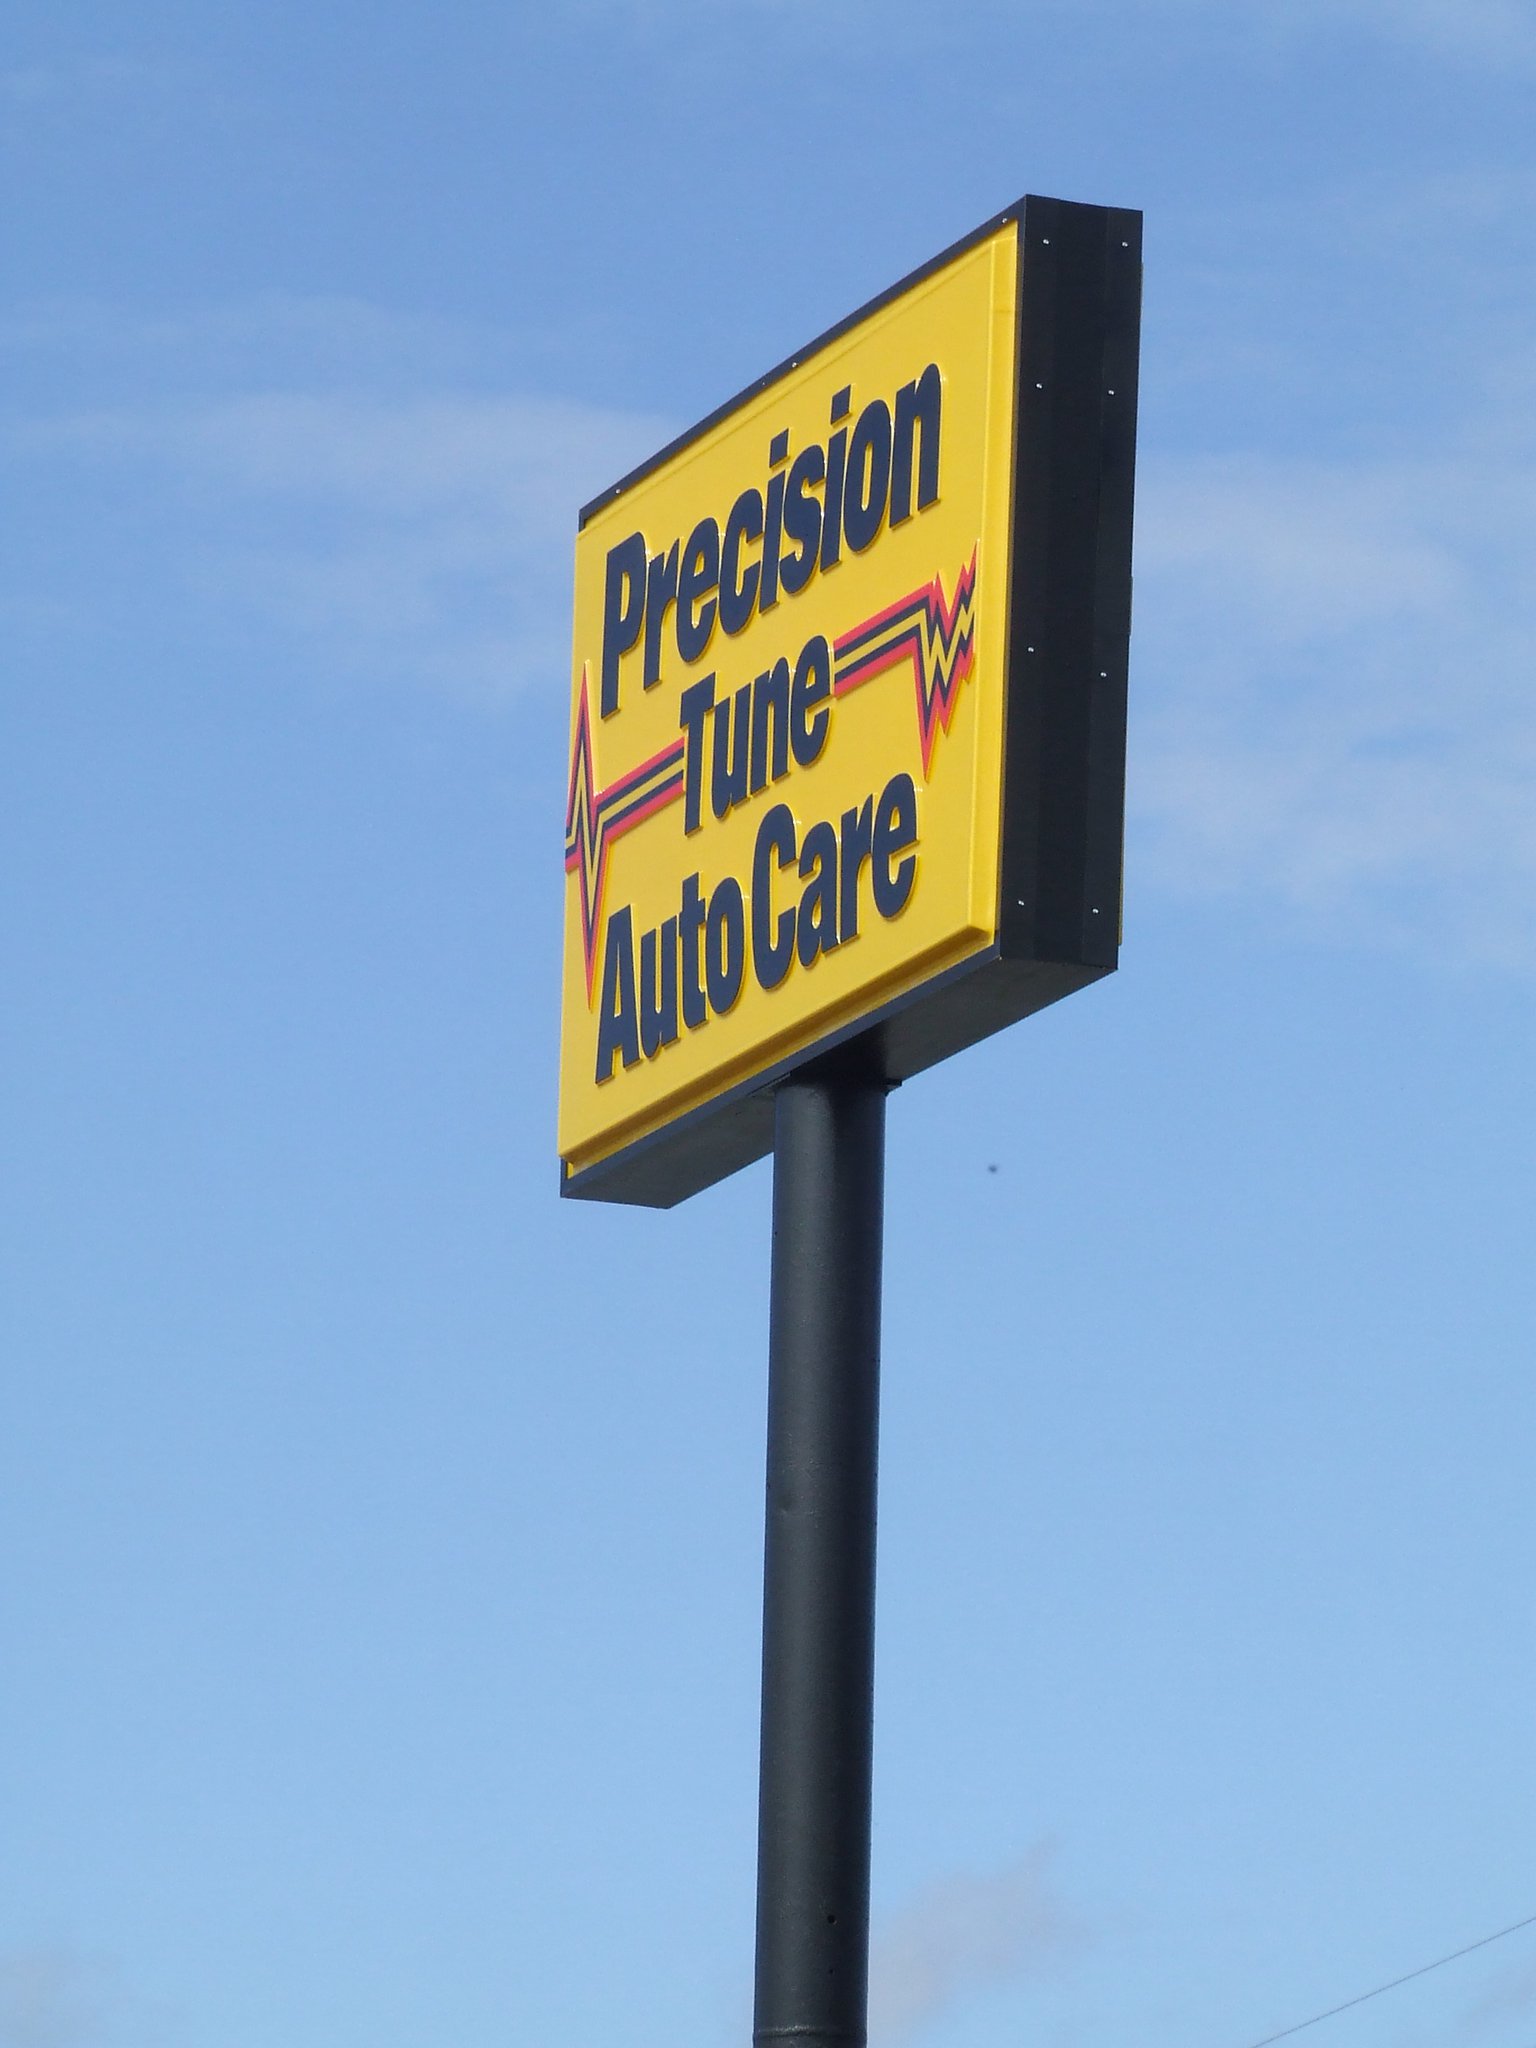 Precision
Tune
Auto Care